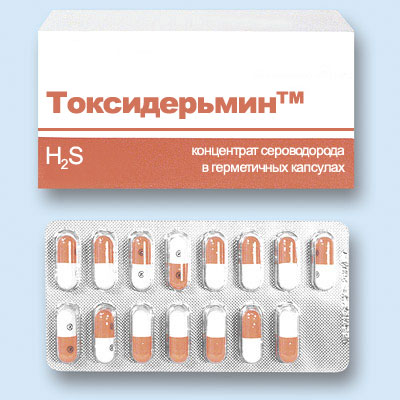 Токсидерьмин™
H₂S
концентрат сероводорода
в герметичных капсулах